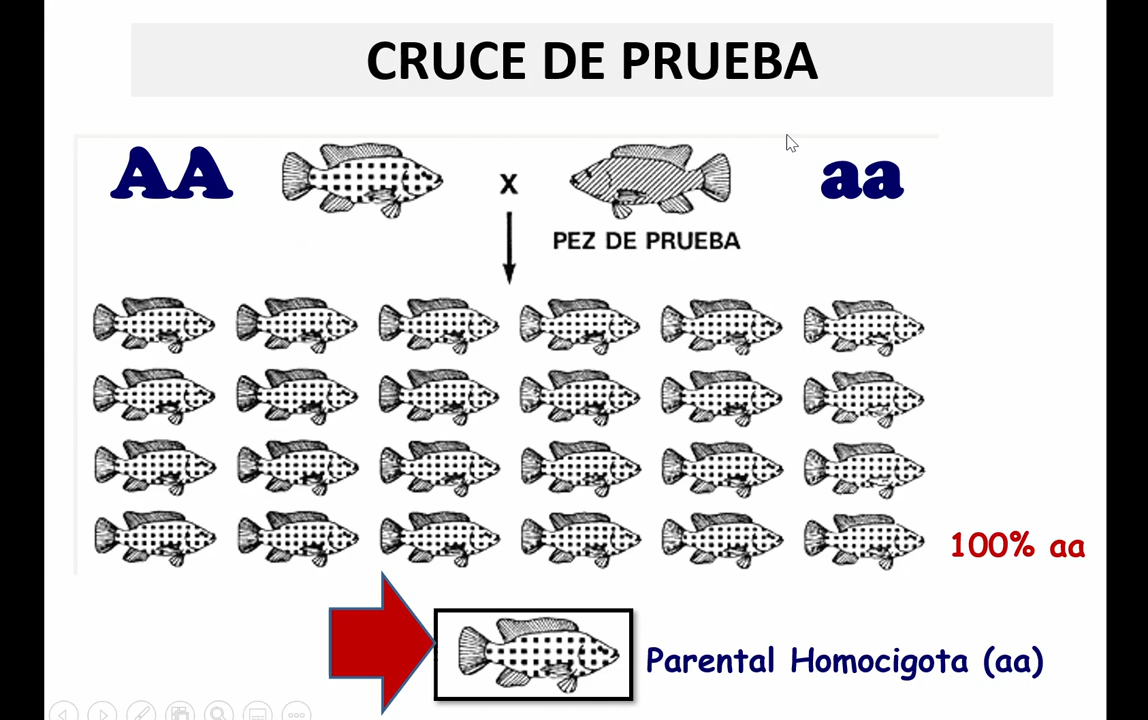 CRUCE DE PRUEBA
AA
X
aa
PEZ DE PRUEBA
100% aa
Parental Homocigota (aa)